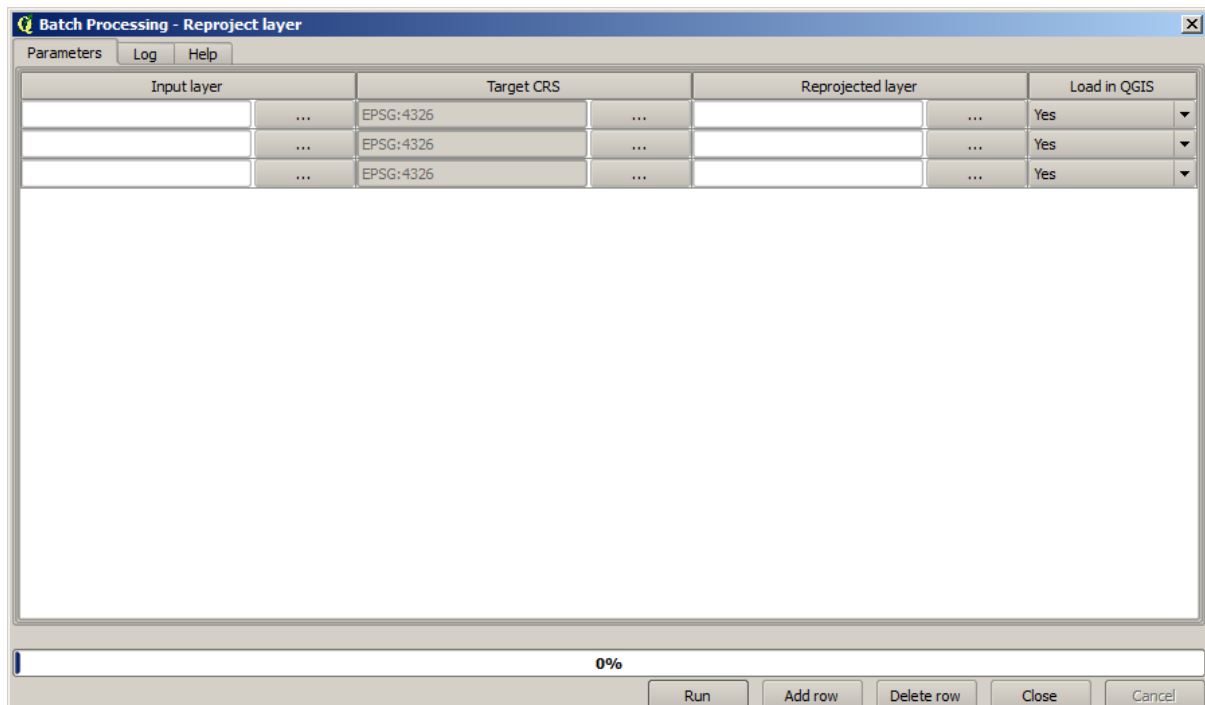 Batch Processing - Reproject layer
Parameters Log Help
Input layer Target CRS Reprojected layer Load in QGIS
... EPSG:4326 ... ... Yes
... EPSG:4326 ... ... Yes
... EPSG:4326 ... ... Yes
0%
Run Add row Delete row Close Cancel